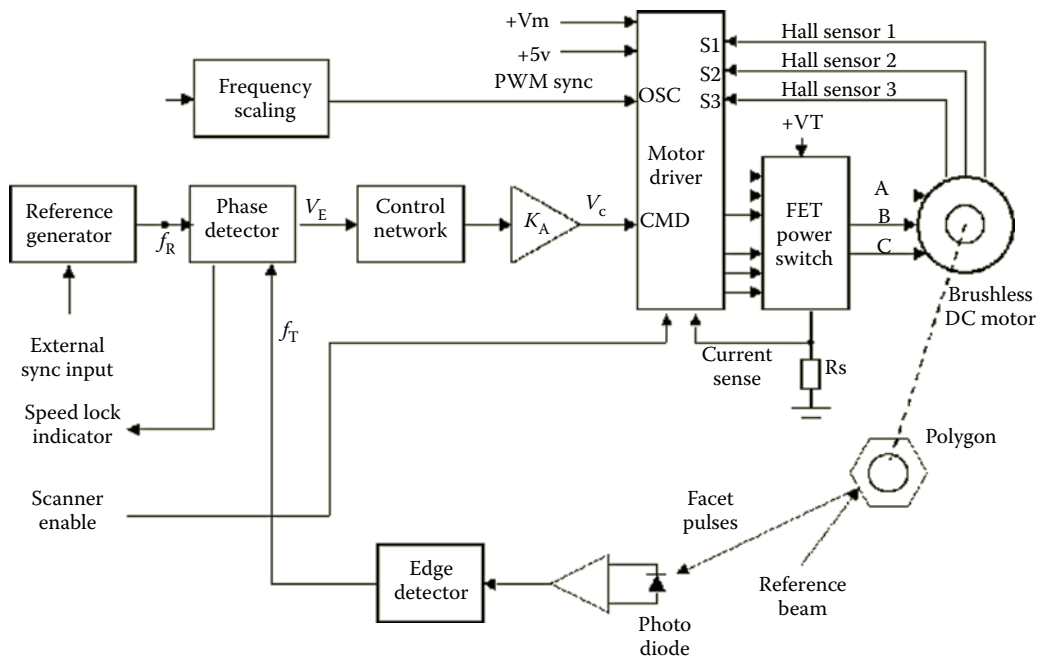 +Vm
+5v
PWM sync
Frequency
scaling
OSC
S1
S2
S3
Hall sensor 1
Hall sensor 2
Hall sensor 3
+VT
Motor
driver
Reference
generator
f_R
Phase
detector
V_E
Control
network
K_A
V_c
CMD
FET
power
switch
A
B
C
Brushless
DC motor
External
sync input
f_T
Current
sense
Rs
Speed lock
indicator
Polygon
Scanner
enable
Facet
pulses
Edge
detector
Reference
beam
Photo
diode